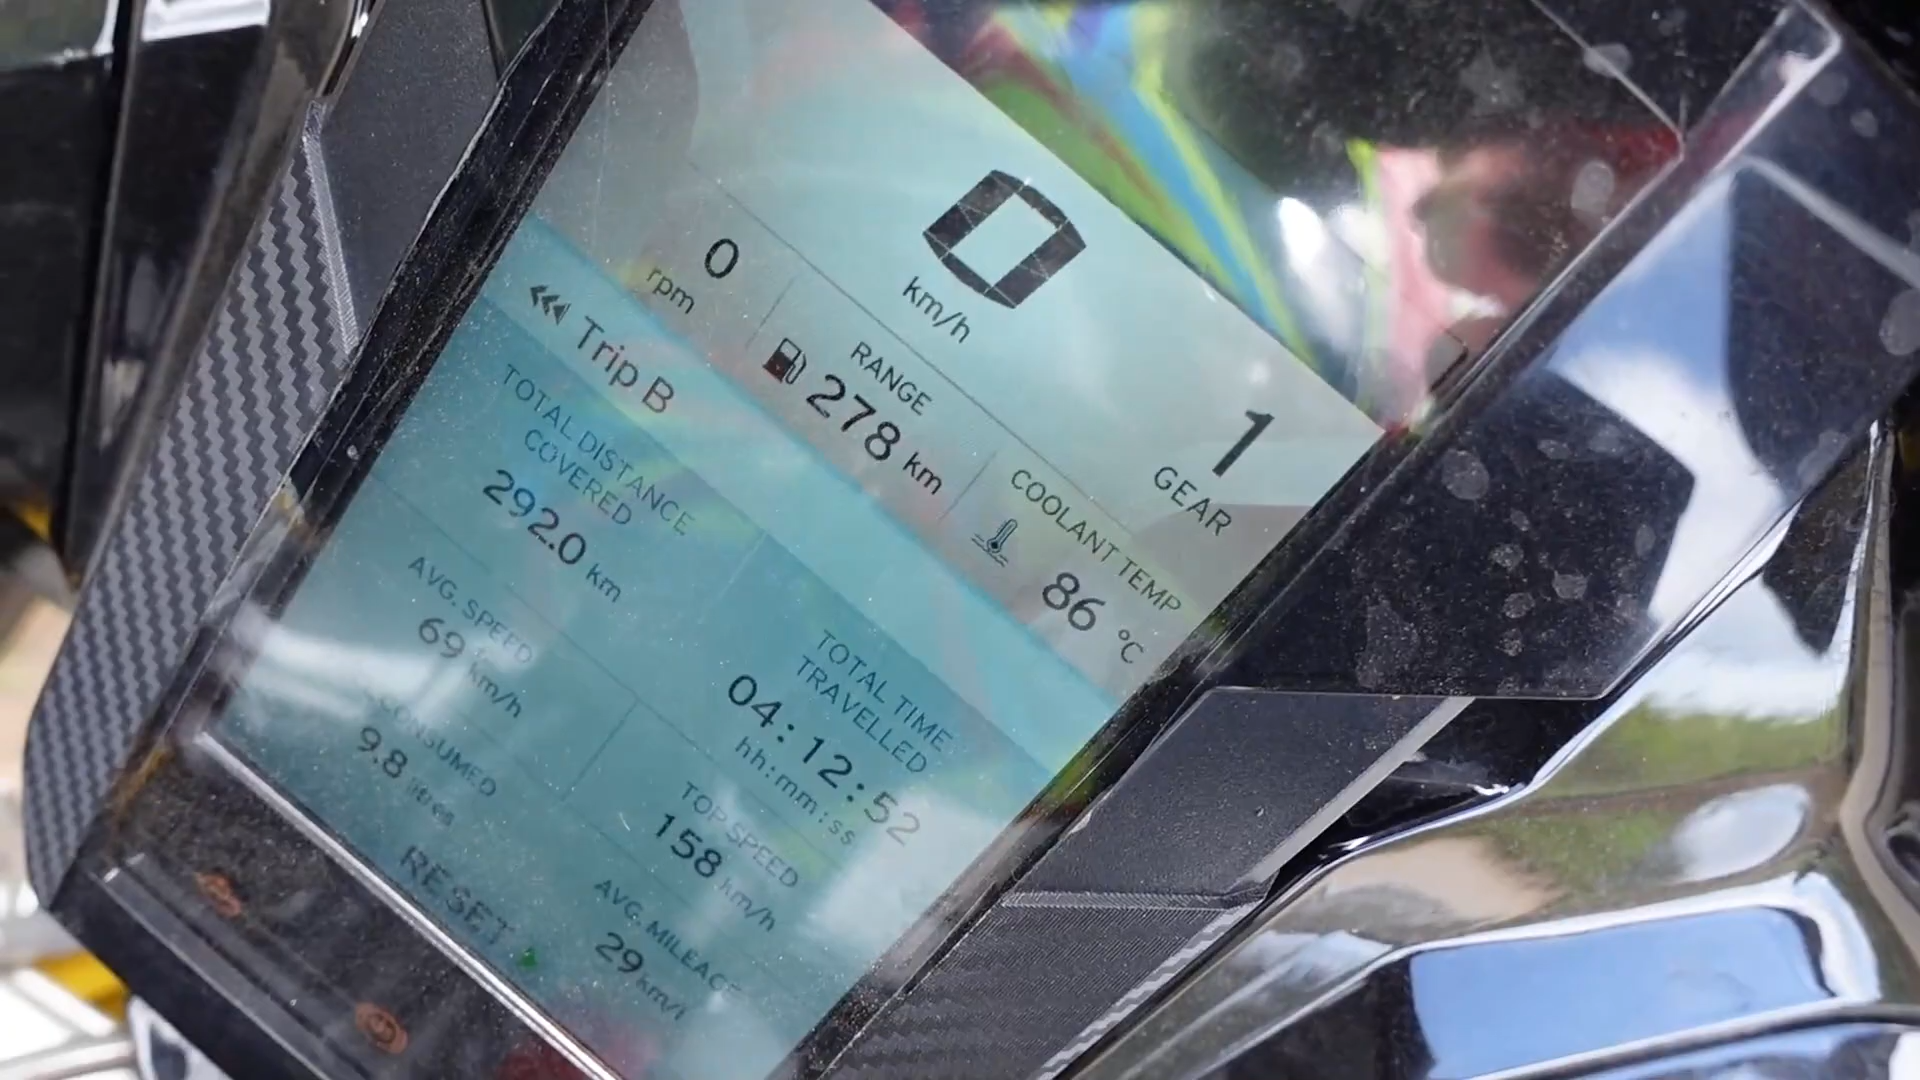 0
km/h
1
GEAR
0
rpm
RANGE
278 km
COOLANT TEMP
86 °C
Trip B
TOTAL DISTANCE
COVERED
292.0 km
TOTAL TIME
TRAVELLED
04:12:52
hh:mm:ss
AVG. SPEED
69 km/h
TOP SPEED
158 km/h
CONSUMED
9.8 litres
AVG. MILEAGE
29 km/l
RESET